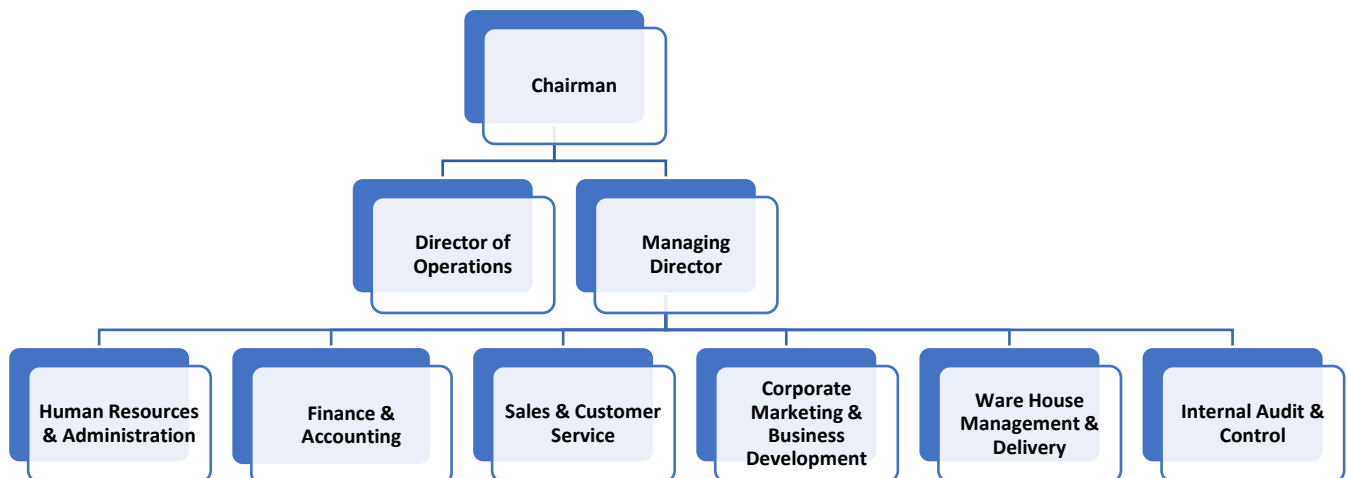 Chairman
Director of
Operations
Managing
Director
Human Resources
& Administration
Finance &
Accounting
Sales & Customer
Service
Corporate
Marketing &
Business
Development
Ware House
Management &
Delivery
Internal Audit &
Control